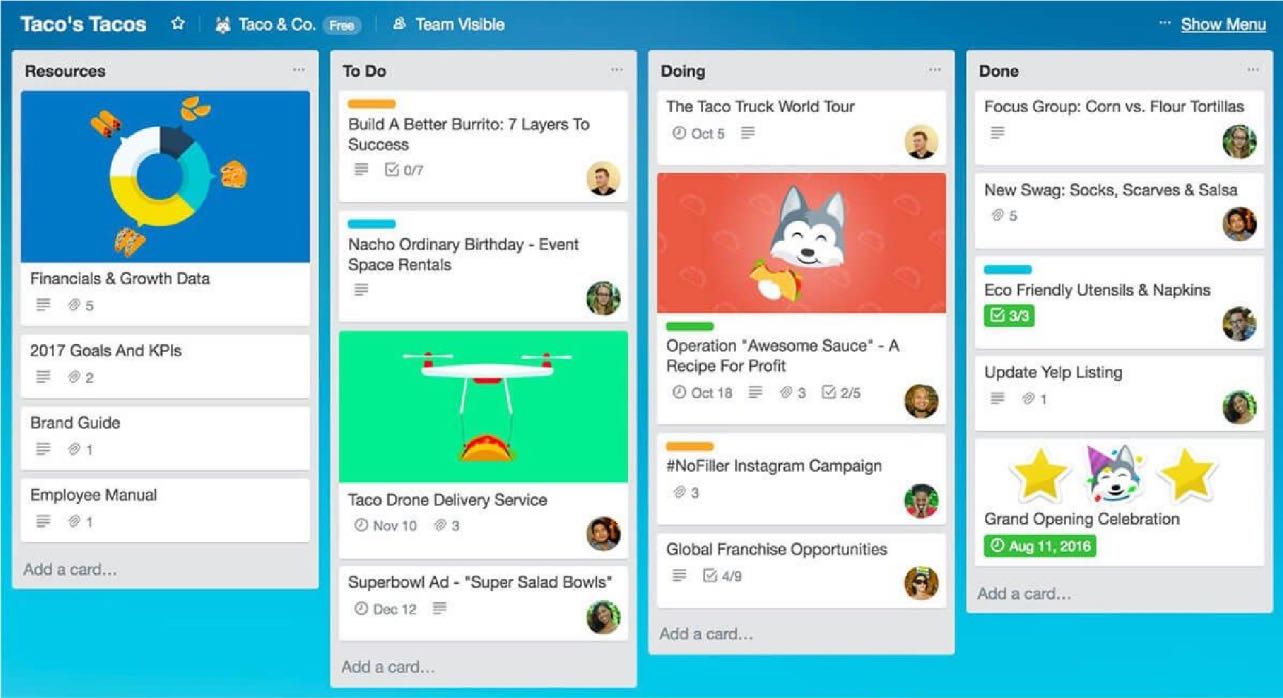 Taco's Tacos
Taco & Co. Free
Team Visible
··· Show Menu
Resources ···
Financials & Growth Data
5
2017 Goals And KPIs
2
Brand Guide
1
Employee Manual
1
Add a card...
To Do ···
Build A Better Burrito: 7 Layers To
Success
0/7
Nacho Ordinary Birthday - Event
Space Rentals
Taco Drone Delivery Service
Nov 10 3
Superbowl Ad - "Super Salad Bowls"
Dec 12
Add a card...
Doing ···
The Taco Truck World Tour
Oct 5
Operation "Awesome Sauce" - A
Recipe For Profit
Oct 18 3 2/5
#NoFiller Instagram Campaign
3
Global Franchise Opportunities
4/9
Add a card...
Done ···
Focus Group: Corn vs. Flour Tortillas
New Swag: Socks, Scarves & Salsa
5
Eco Friendly Utensils & Napkins
3/3
Update Yelp Listing
1
Grand Opening Celebration
Aug 11, 2016
Add a card...